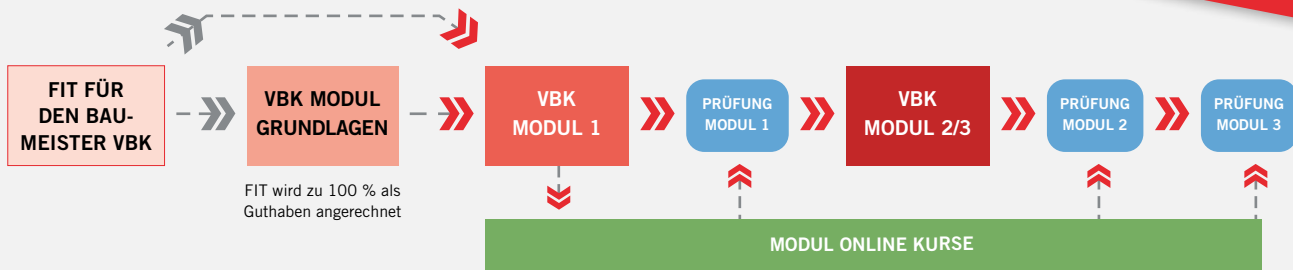 FIT FÜR
DEN BAU-
MEISTER VBK
VBK MODUL
GRUNDLAGEN
FIT wird zu 100 % als
Guthaben angerechnet
VBK
MODUL 1
PRÜFUNG
MODUL 1
VBK
MODUL 2/3
PRÜFUNG
MODUL 2
PRÜFUNG
MODUL 3
MODUL ONLINE KURSE